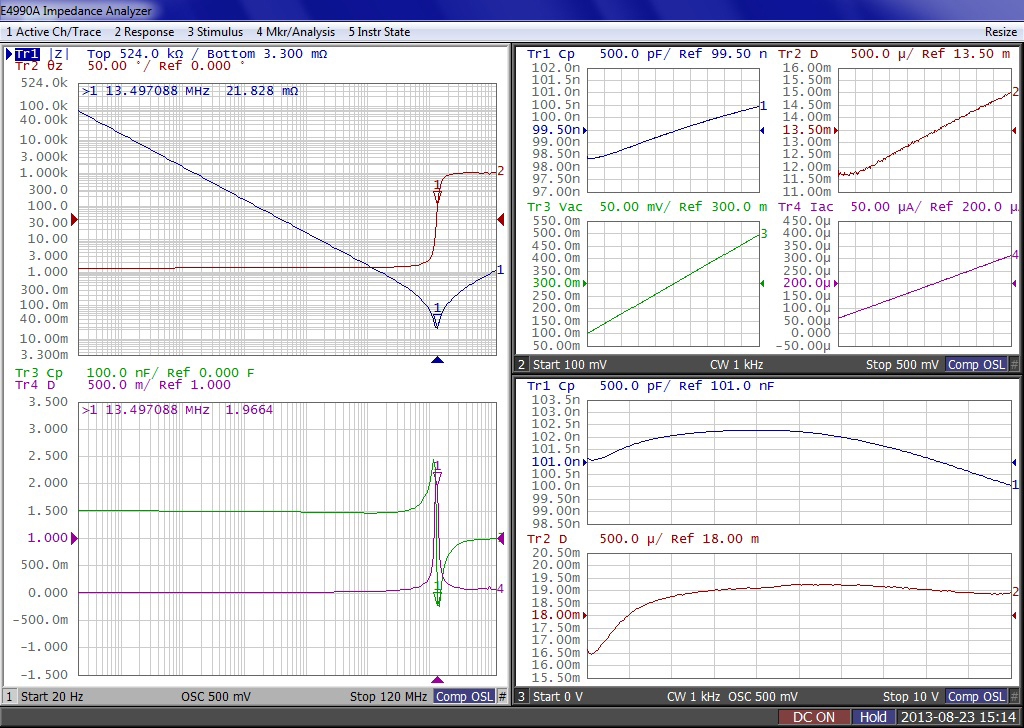 E4990A Impedance Analyzer
1 Active Ch/Trace 2 Response 3 Stimulus 4 Mkr/Analysis 5 Instr State Resize
Tr1 |Z| Top 524.0 kΩ / Bottom 3.300 mΩ
Tr2 θz 50.00 °/ Ref 0.000 °
524.0k
>1 13.497088 MHz 21.828 mΩ
100.0k
40.00k
10.00k
3.000k
1.000k
300.0
100.0
30.00
10.00
3.000
1.000
300.0m
100.0m
40.00m
10.00m
3.300m
1
1
2
1
Tr3 Cp 100.0 nF/ Ref 0.000 F
Tr4 D 500.0 m/ Ref 1.000
3.500
>1 13.497088 MHz 1.9664
3.000
2.500
2.000
1.500
1.000
500.0m
0.000
-500.0m
-1.000
-1.500
1
1
4
1 Start 20 Hz OSC 500 mV Stop 120 MHz Comp OSL #
Tr1 Cp 500.0 pF/ Ref 99.50 n
102.0n
101.5n
101.0n
100.5n
100.0n
99.50n
99.00n
98.50n
98.00n
97.50n
97.00n
1
Tr2 D 500.0 µ/ Ref 13.50 m
16.00m
15.50m
15.00m
14.50m
14.00m
13.50m
13.00m
12.50m
12.00m
11.50m
11.00m
2
Tr3 Vac 50.00 mV/ Ref 300.0 m
550.0m
500.0m
450.0m
400.0m
350.0m
300.0m
250.0m
200.0m
150.0m
100.0m
50.00m
3
Tr4 Iac 50.00 µA/ Ref 200.0 µ
450.0µ
400.0µ
350.0µ
300.0µ
250.0µ
200.0µ
150.0µ
100.0µ
50.00µ
0.000
-50.00µ
4
2 Start 100 mV CW 1 kHz Stop 500 mV Comp OSL #
Tr1 Cp 500.0 pF/ Ref 101.0 nF
103.5n
103.0n
102.5n
102.0n
101.5n
101.0n
100.5n
100.0n
99.50n
99.00n
98.50n
1
Tr2 D 500.0 µ/ Ref 18.00 m
20.50m
20.00m
19.50m
19.00m
18.50m
18.00m
17.50m
17.00m
16.50m
16.00m
15.50m
2
3 Start 0 V CW 1 kHz OSC 500 mV Stop 10 V Comp OSL #
DC ON Hold 2013-08-23 15:14